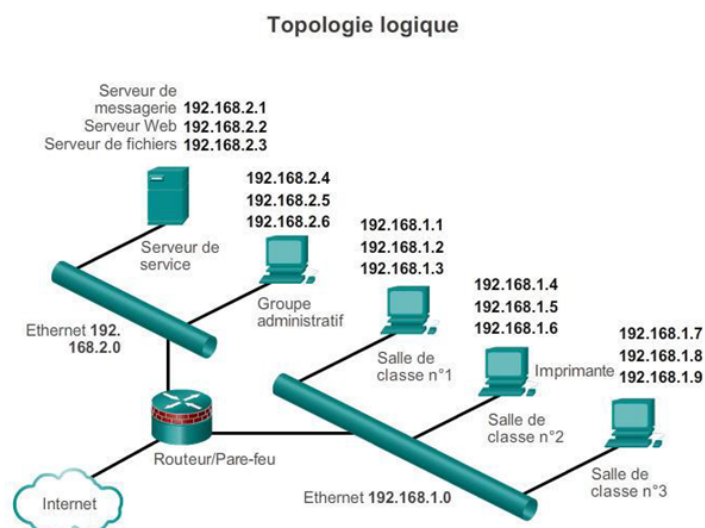 Topologie logique
Serveur de
messagerie 192.168.2.1
Serveur Web 192.168.2.2
Serveur de fichiers 192.168.2.3
192.168.2.4
192.168.2.5
192.168.2.6
192.168.1.1
192.168.1.2
192.168.1.3
Serveur de
service
192.168.1.4
192.168.1.5
192.168.1.6
Groupe
administratif
Ethernet 192.
168.2.0
192.168.1.7
Imprimante 192.168.1.8
192.168.1.9
Salle de
classe n°1
Salle de
classe n°2
Routeur/Pare-feu
Salle de
classe n°3
Internet
Ethernet 192.168.1.0